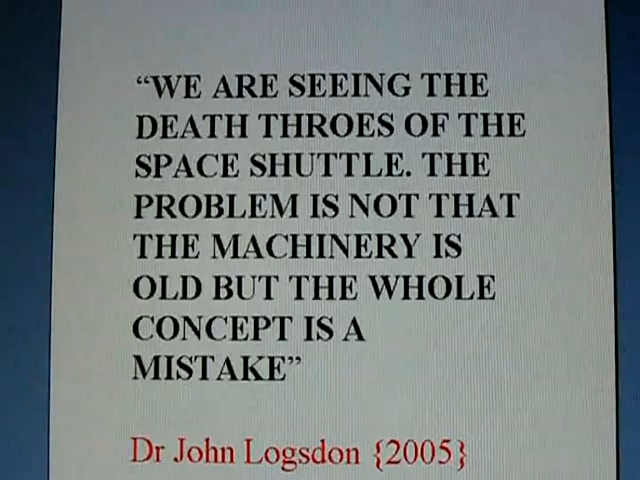 “WE ARE SEEING THE
DEATH THROES OF THE
SPACE SHUTTLE. THE
PROBLEM IS NOT THAT
THE MACHINERY IS
OLD BUT THE WHOLE
CONCEPT IS A
MISTAKE”
Dr John Logsdon {2005}